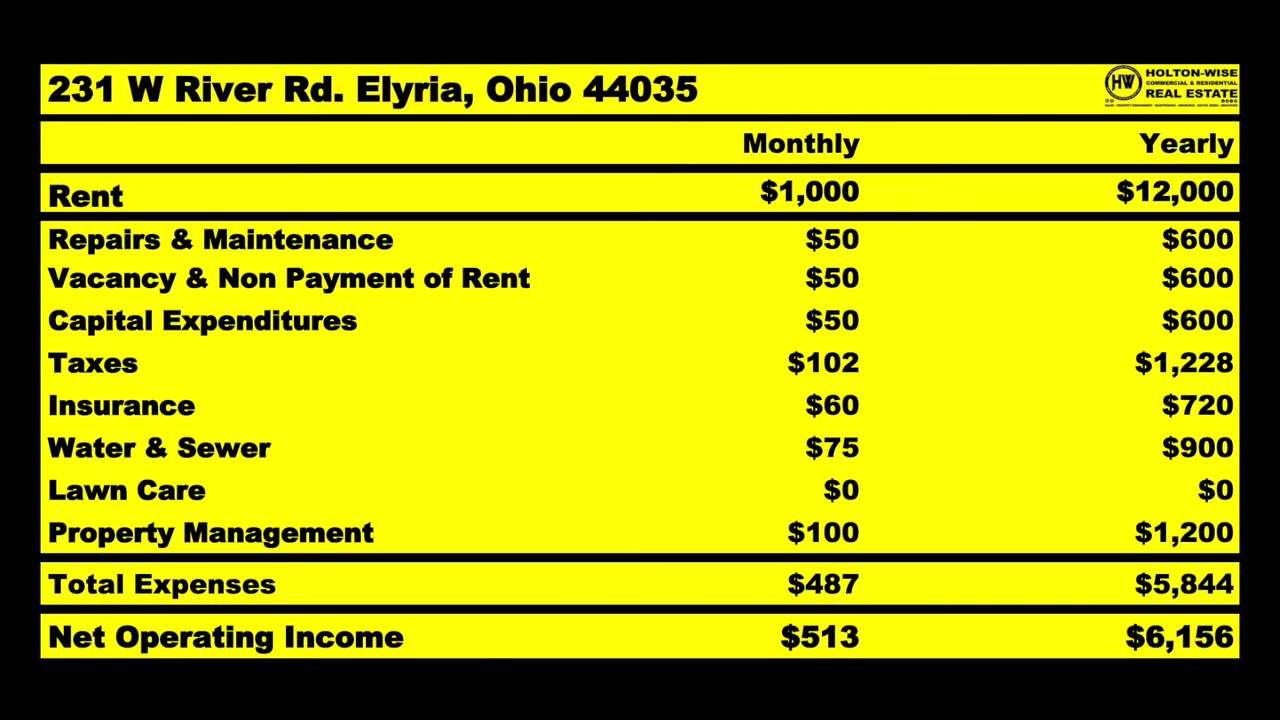 231 W River Rd. Elyria, Ohio 44035
HW
HOLTON-WISE
COMMERCIAL & RESIDENTIAL
REAL ESTATE
Monthly Yearly
Rent $1,000 $12,000
Repairs & Maintenance $50 $600
Vacancy & Non Payment of Rent $50 $600
Capital Expenditures $50 $600
Taxes $102 $1,228
Insurance $60 $720
Water & Sewer $75 $900
Lawn Care $0 $0
Property Management $100 $1,200
Total Expenses $487 $5,844
Net Operating Income $513 $6,156